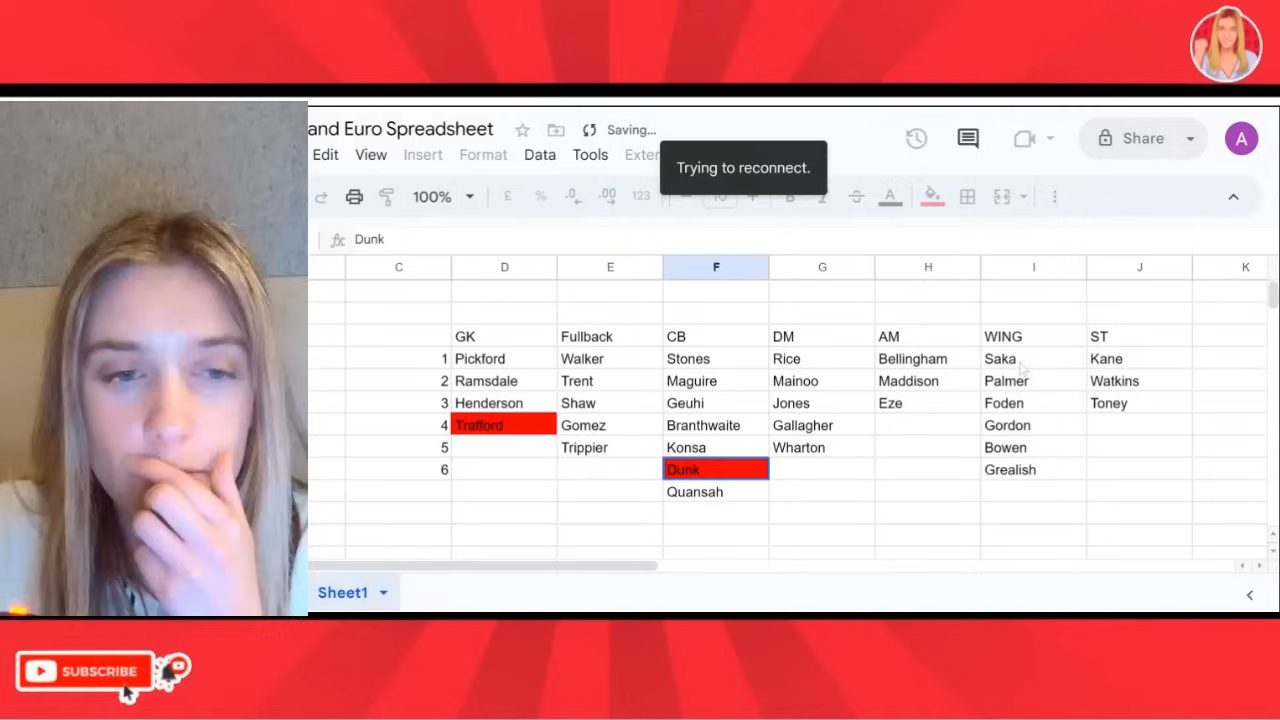 and Euro Spreadsheet Saving...
Edit View Insert Format Data Tools Exter
Trying to reconnect.
Share A
100% £ % .0 .00 123 10 B I A
fx Dunk
C D E F G H I J K
GK Fullback CB DM AM WING ST
1 Pickford Walker Stones Rice Bellingham Saka Kane
2 Ramsdale Trent Maguire Mainoo Maddison Palmer Watkins
3 Henderson Shaw Geuhi Jones Eze Foden Toney
4 Trafford Gomez Branthwaite Gallagher Gordon
5 Trippier Konsa Wharton Bowen
6 Dunk Grealish
Quansah
Sheet1
SUBSCRIBE